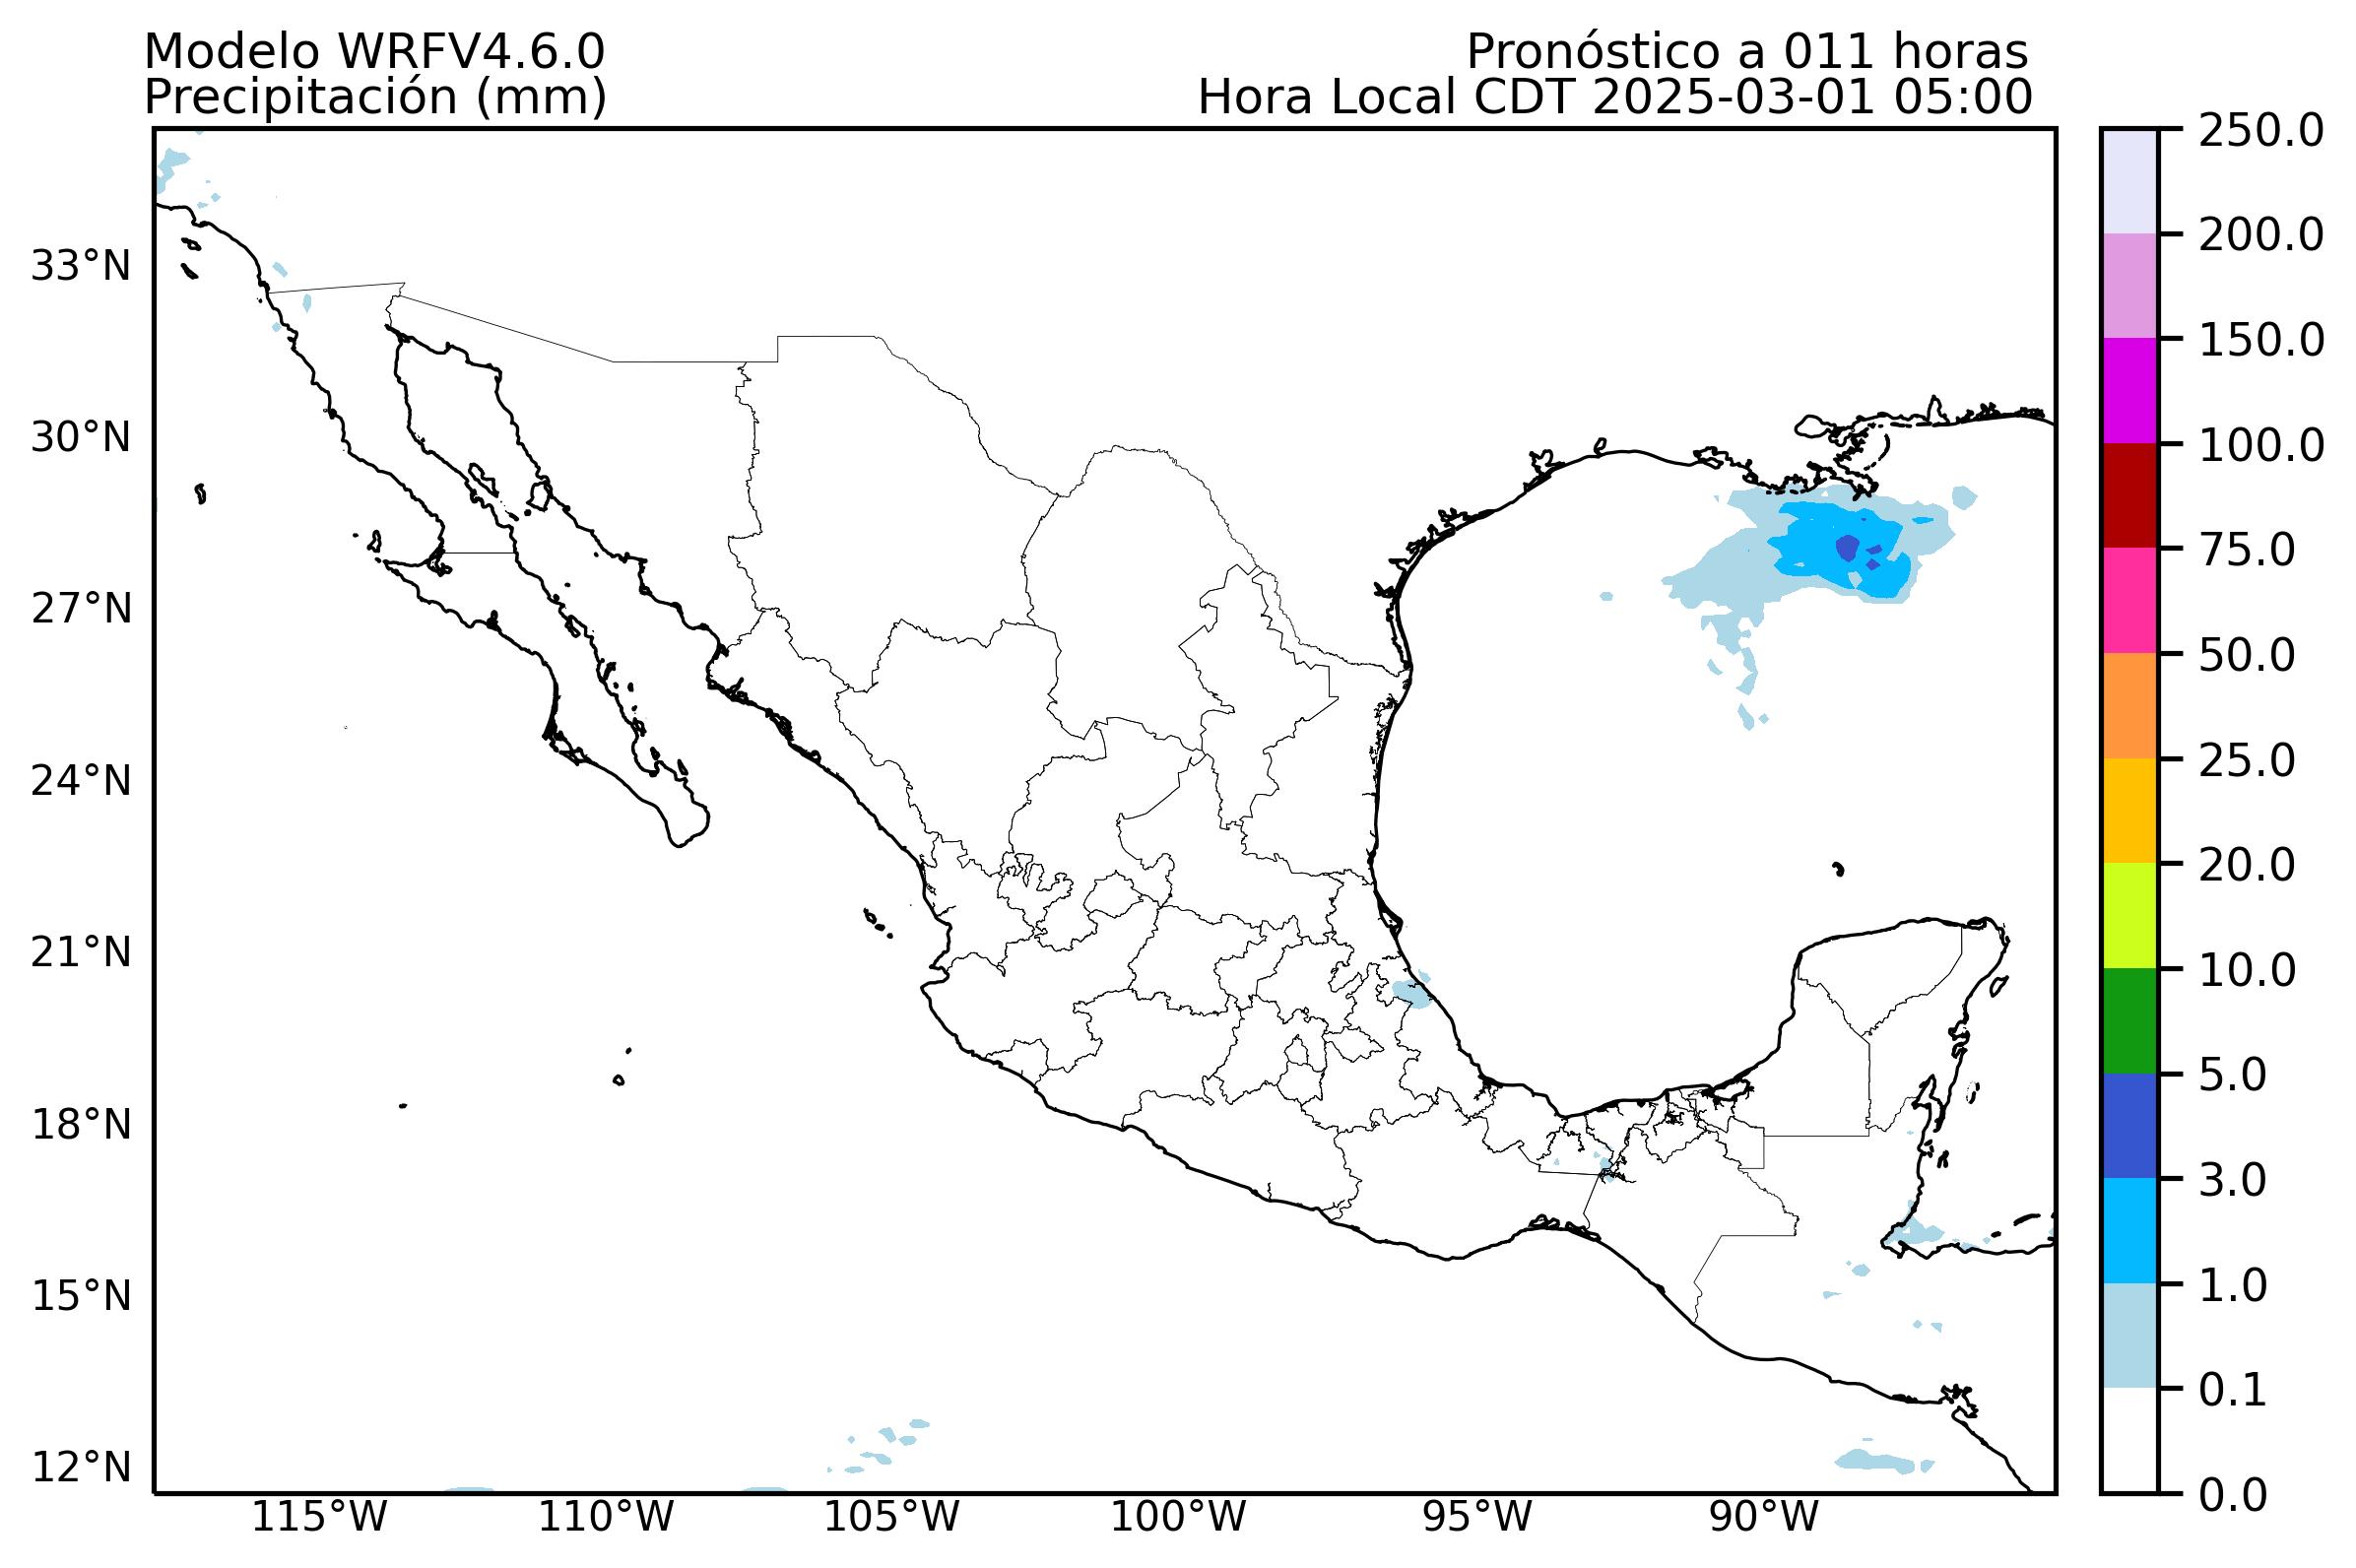 Modelo WRFV4.6.0
Precipitación (mm)
Pronóstico a 011 horas
Hora Local CDT 2025-03-01 05:00
33°N
30°N
27°N
24°N
21°N
18°N
15°N
12°N
115°W
110°W
105°W
100°W
95°W
90°W
250.0
200.0
150.0
100.0
75.0
50.0
25.0
20.0
10.0
5.0
3.0
1.0
0.1
0.0